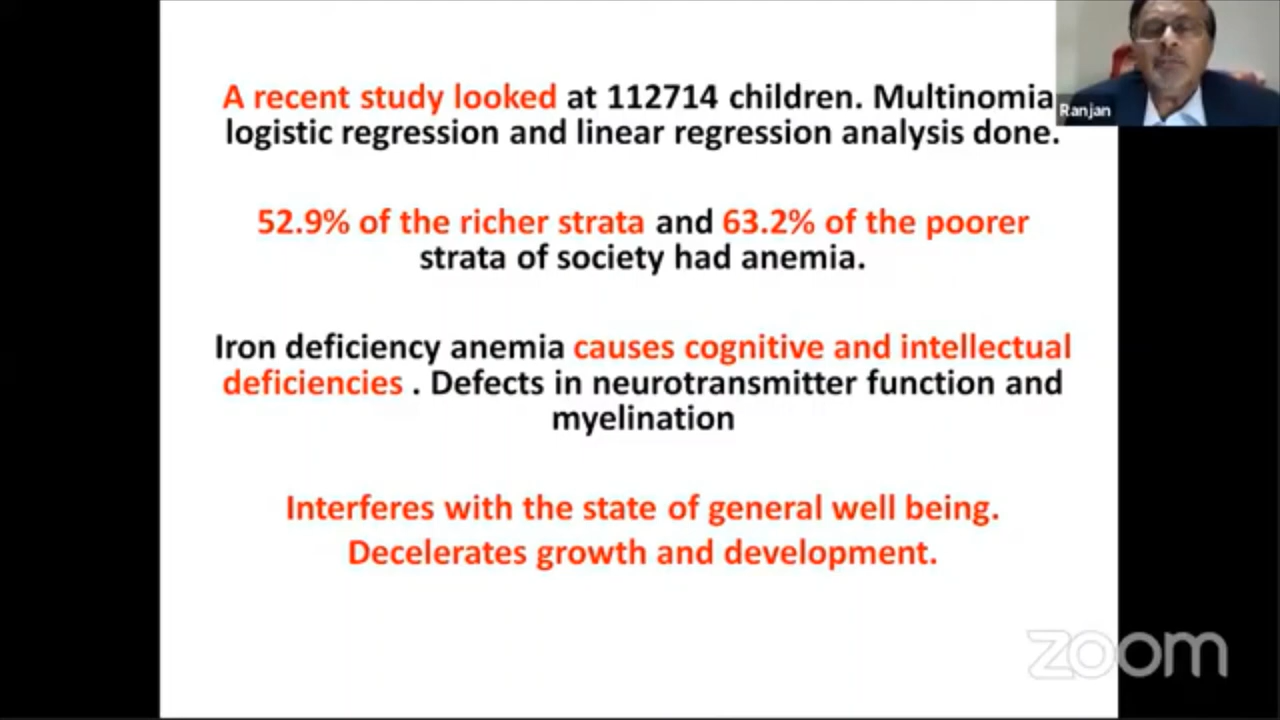 A recent study looked at 112714 children. Multinomia
logistic regression and linear regression analysis done.
52.9% of the richer strata and 63.2% of the poorer
strata of society had anemia.
Iron deficiency anemia causes cognitive and intellectual
deficiencies . Defects in neurotransmitter function and
myelination
Interferes with the state of general well being.
Decelerates growth and development.
Ranjan
zoom